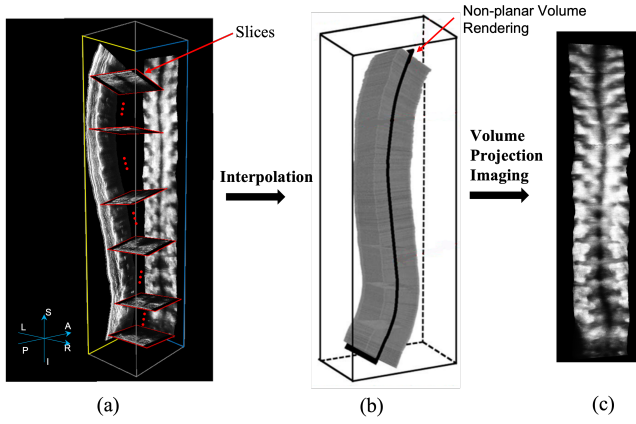 Slices
Non-planar Volume
Rendering
Interpolation
Volume
Projection
Imaging
S
L
A
P
R
I
(a)
(b)
(c)